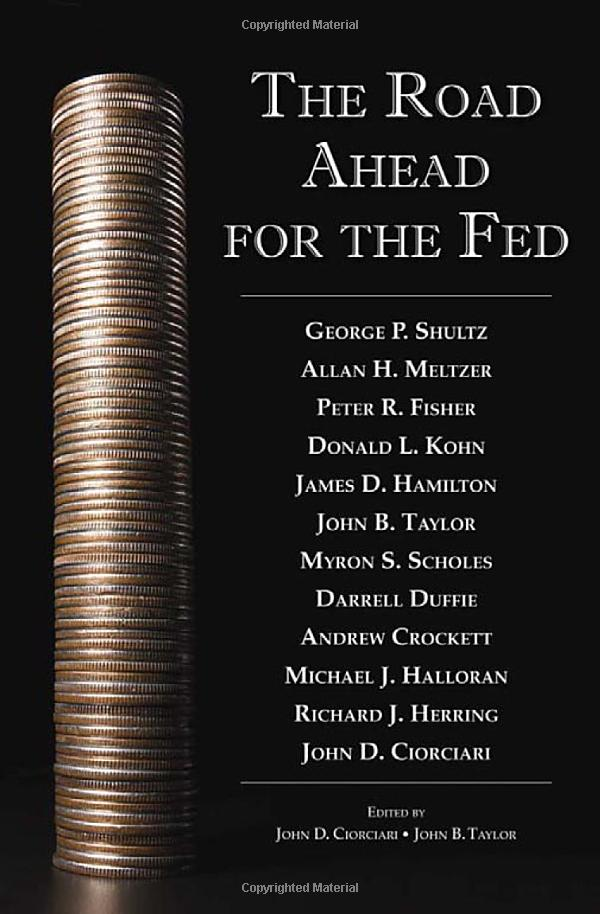 Copyrighted Material
The Road
Ahead
for the Fed
George P. Shultz
Allan H. Meltzer
Peter R. Fisher
Donald L. Kohn
James D. Hamilton
John B. Taylor
Myron S. Scholes
Darrell Duffie
Andrew Crockett
Michael J. Halloran
Richard J. Herring
John D. Ciorciari
Edited by
John D. Ciorciari • John B. Taylor
Copyrighted Material